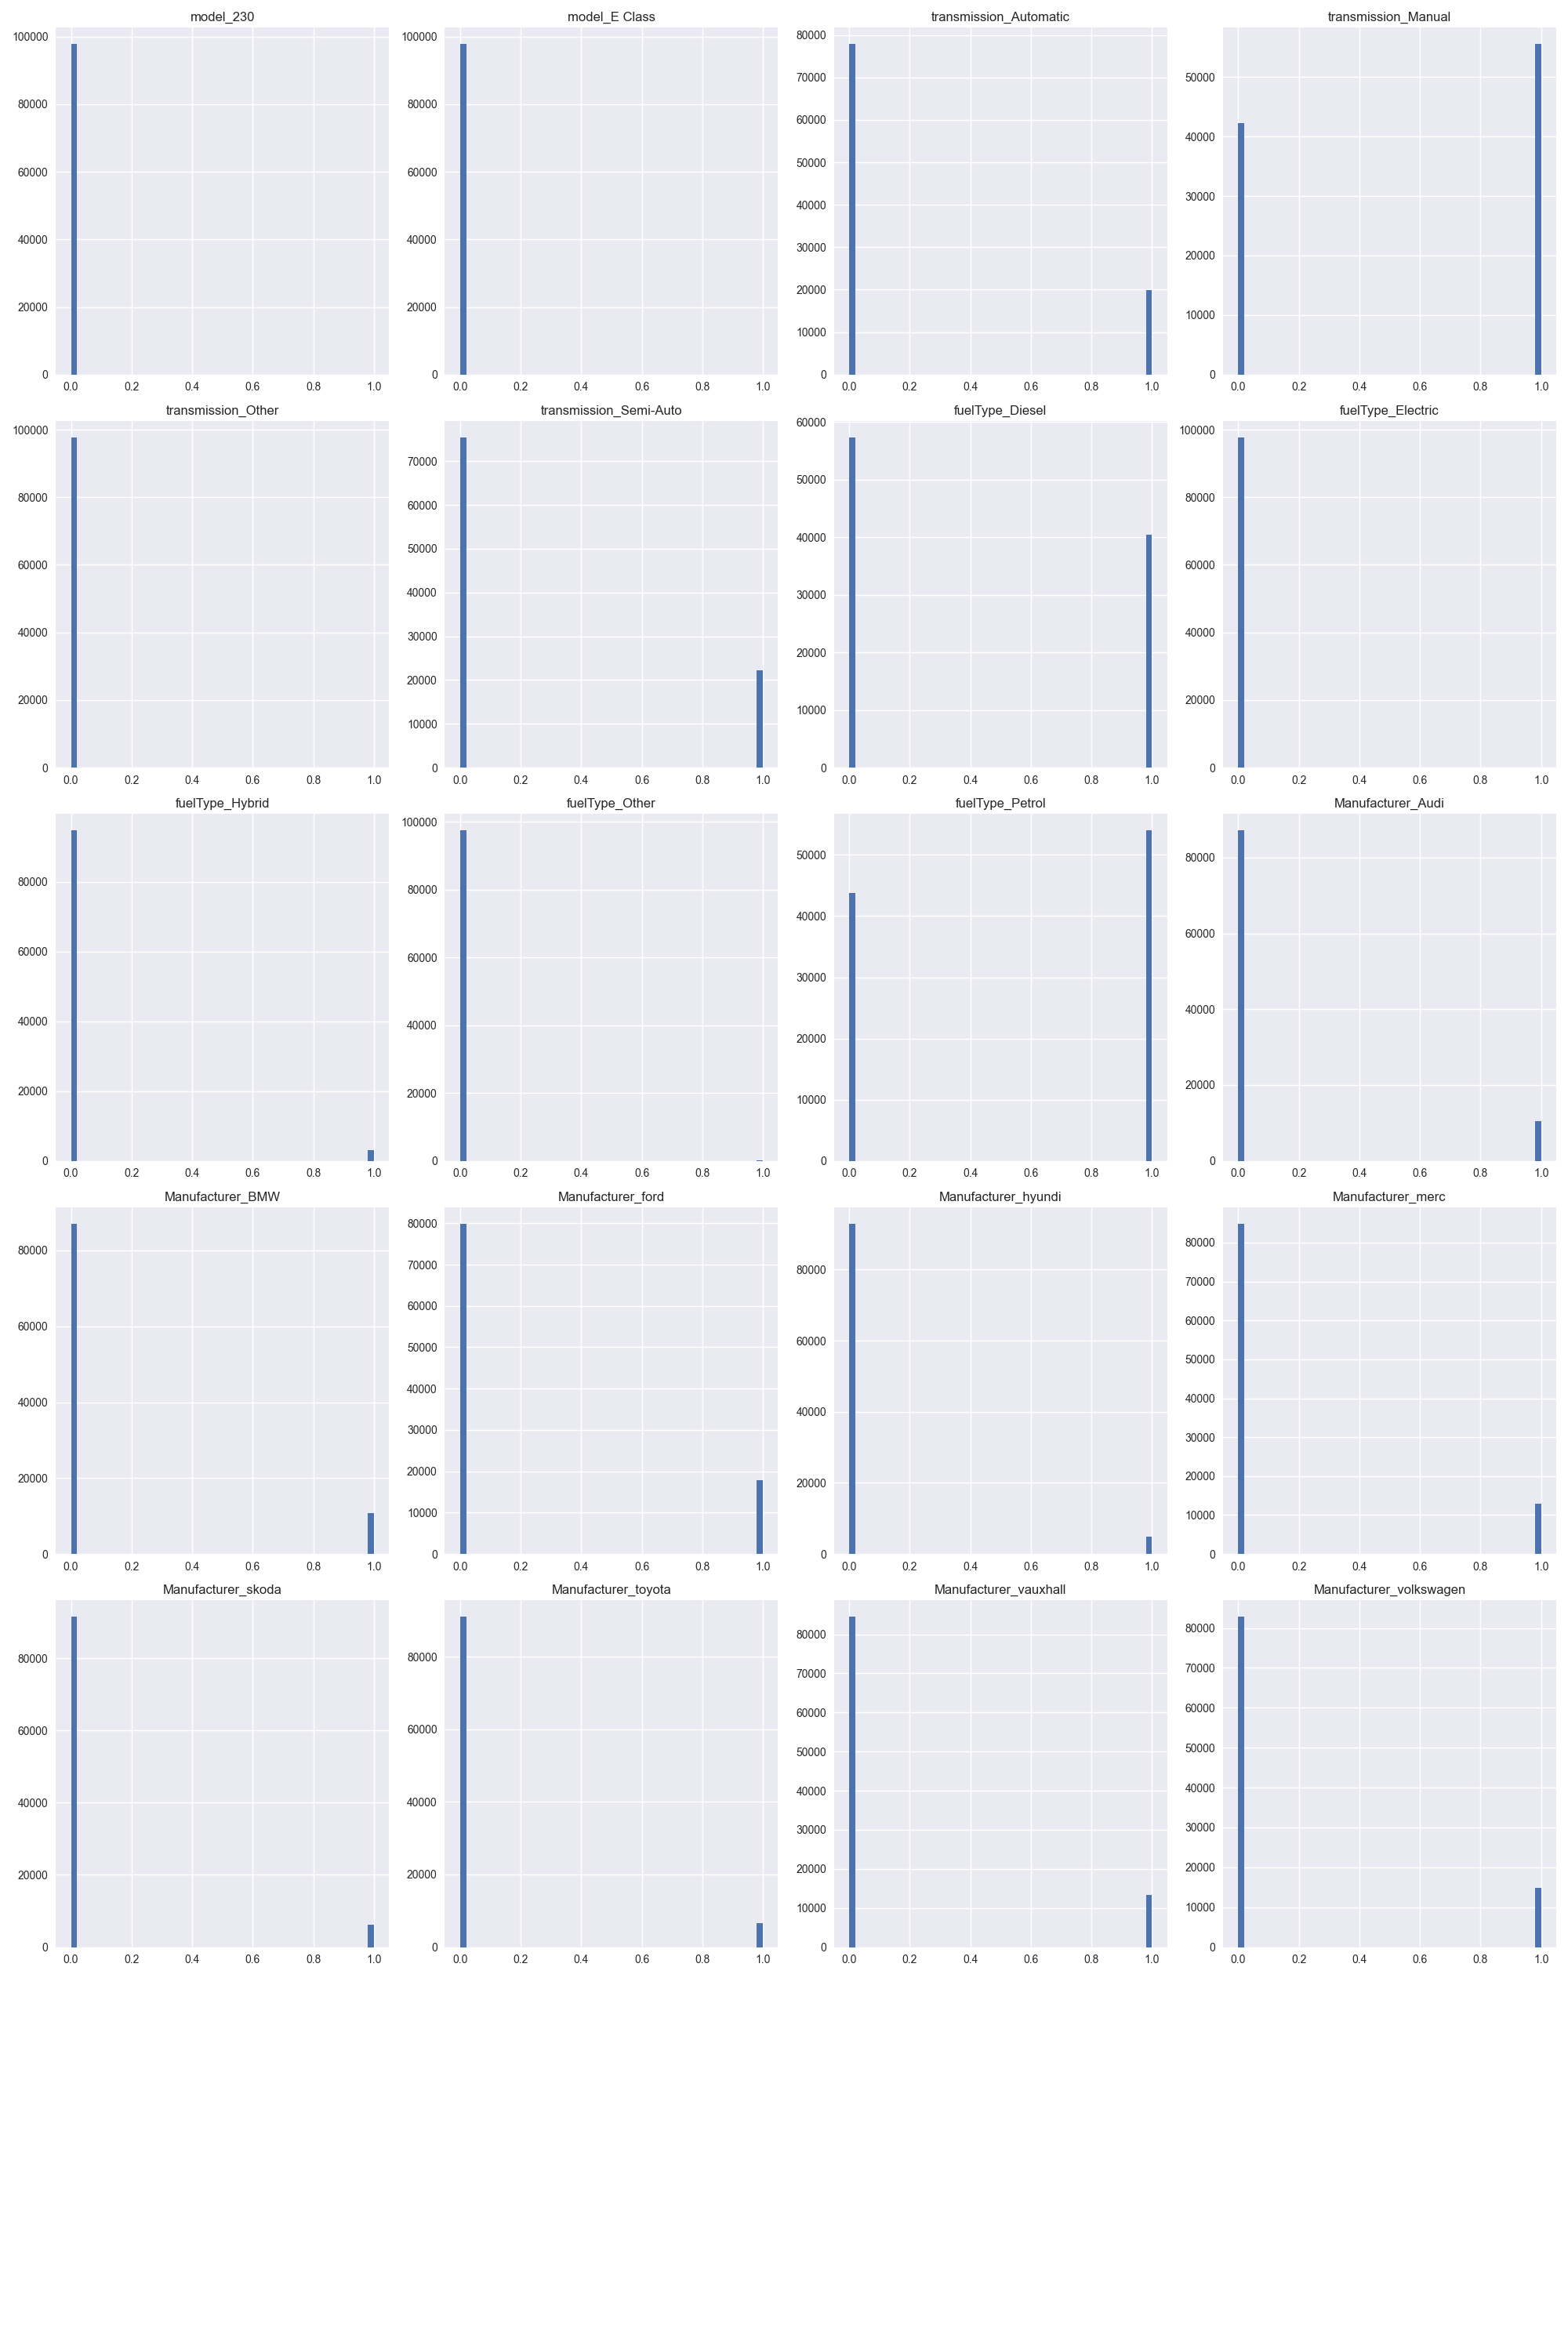 model_230 model_E Class transmission_Automatic transmission_Manual
100000 100000 80000 50000
80000 80000 70000 40000
60000 60000 60000 30000
40000 40000 50000 20000
20000 20000 40000 10000
0 0 30000 0
20000
10000
0
0.0 0.2 0.4 0.6 0.8 1.0 0.0 0.2 0.4 0.6 0.8 1.0 0.0 0.2 0.4 0.6 0.8 1.0 0.0 0.2 0.4 0.6 0.8 1.0
transmission_Other transmission_Semi-Auto fuelType_Diesel fuelType_Electric
100000 70000 60000 100000
80000 60000 50000 80000
60000 50000 40000 60000
40000 40000 30000 40000
20000 30000 20000 20000
0 20000 10000 0
10000 0
0
0.0 0.2 0.4 0.6 0.8 1.0 0.0 0.2 0.4 0.6 0.8 1.0 0.0 0.2 0.4 0.6 0.8 1.0 0.0 0.2 0.4 0.6 0.8 1.0
fuelType_Hybrid fuelType_Other fuelType_Petrol Manufacturer_Audi
80000 100000 50000 80000
60000 80000 40000 60000
40000 60000 30000 40000
20000 40000 20000 20000
0 20000 10000 0
0 0
0.0 0.2 0.4 0.6 0.8 1.0 0.0 0.2 0.4 0.6 0.8 1.0 0.0 0.2 0.4 0.6 0.8 1.0 0.0 0.2 0.4 0.6 0.8 1.0
Manufacturer_BMW Manufacturer_ford Manufacturer_hyundi Manufacturer_merc
80000 80000 80000 80000
60000 70000 60000 70000
40000 60000 40000 60000
20000 50000 20000 50000
0 40000 0 40000
30000 30000
20000 20000
10000 10000
0 0
0.0 0.2 0.4 0.6 0.8 1.0 0.0 0.2 0.4 0.6 0.8 1.0 0.0 0.2 0.4 0.6 0.8 1.0 0.0 0.2 0.4 0.6 0.8 1.0
Manufacturer_skoda Manufacturer_toyota Manufacturer_vauxhall Manufacturer_volkswagen
80000 80000 80000 80000
60000 60000 70000 70000
40000 40000 60000 60000
20000 20000 50000 50000
0 0 40000 40000
30000 30000
20000 20000
10000 10000
0 0
0.0 0.2 0.4 0.6 0.8 1.0 0.0 0.2 0.4 0.6 0.8 1.0 0.0 0.2 0.4 0.6 0.8 1.0 0.0 0.2 0.4 0.6 0.8 1.0